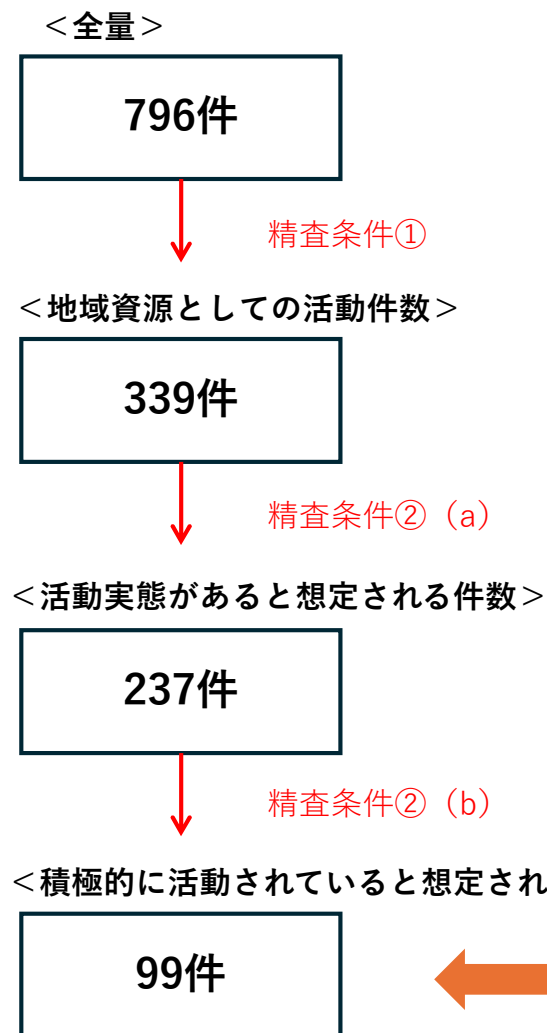 ＜全量＞
796件
精査条件①
＜地域資源としての活動件数＞
339件
精査条件②（a）
＜活動実態があると想定される件数＞
237件
精査条件②（b）
＜積極的に活動されていると想定され
99件